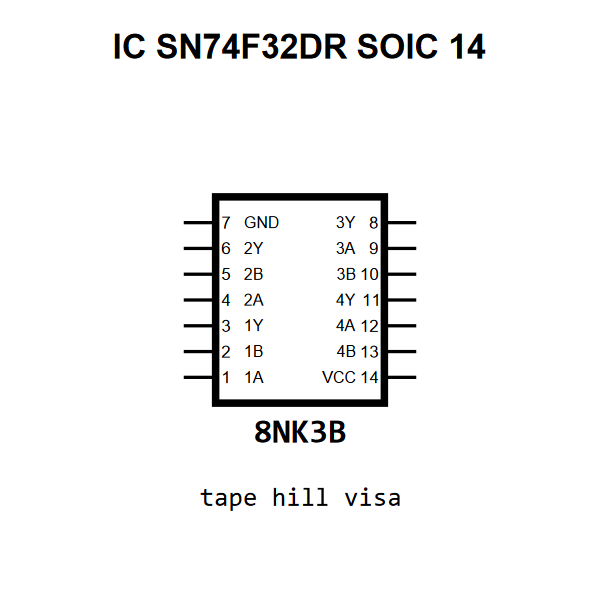 IC SN74F32DR SOIC 14
7 GND 3Y 8
6 2Y 3A 9
5 2B 3B 10
4 2A 4Y 11
3 1Y 4A 12
2 1B 4B 13
1 1A VCC 14
8NK3B
tape hill visa